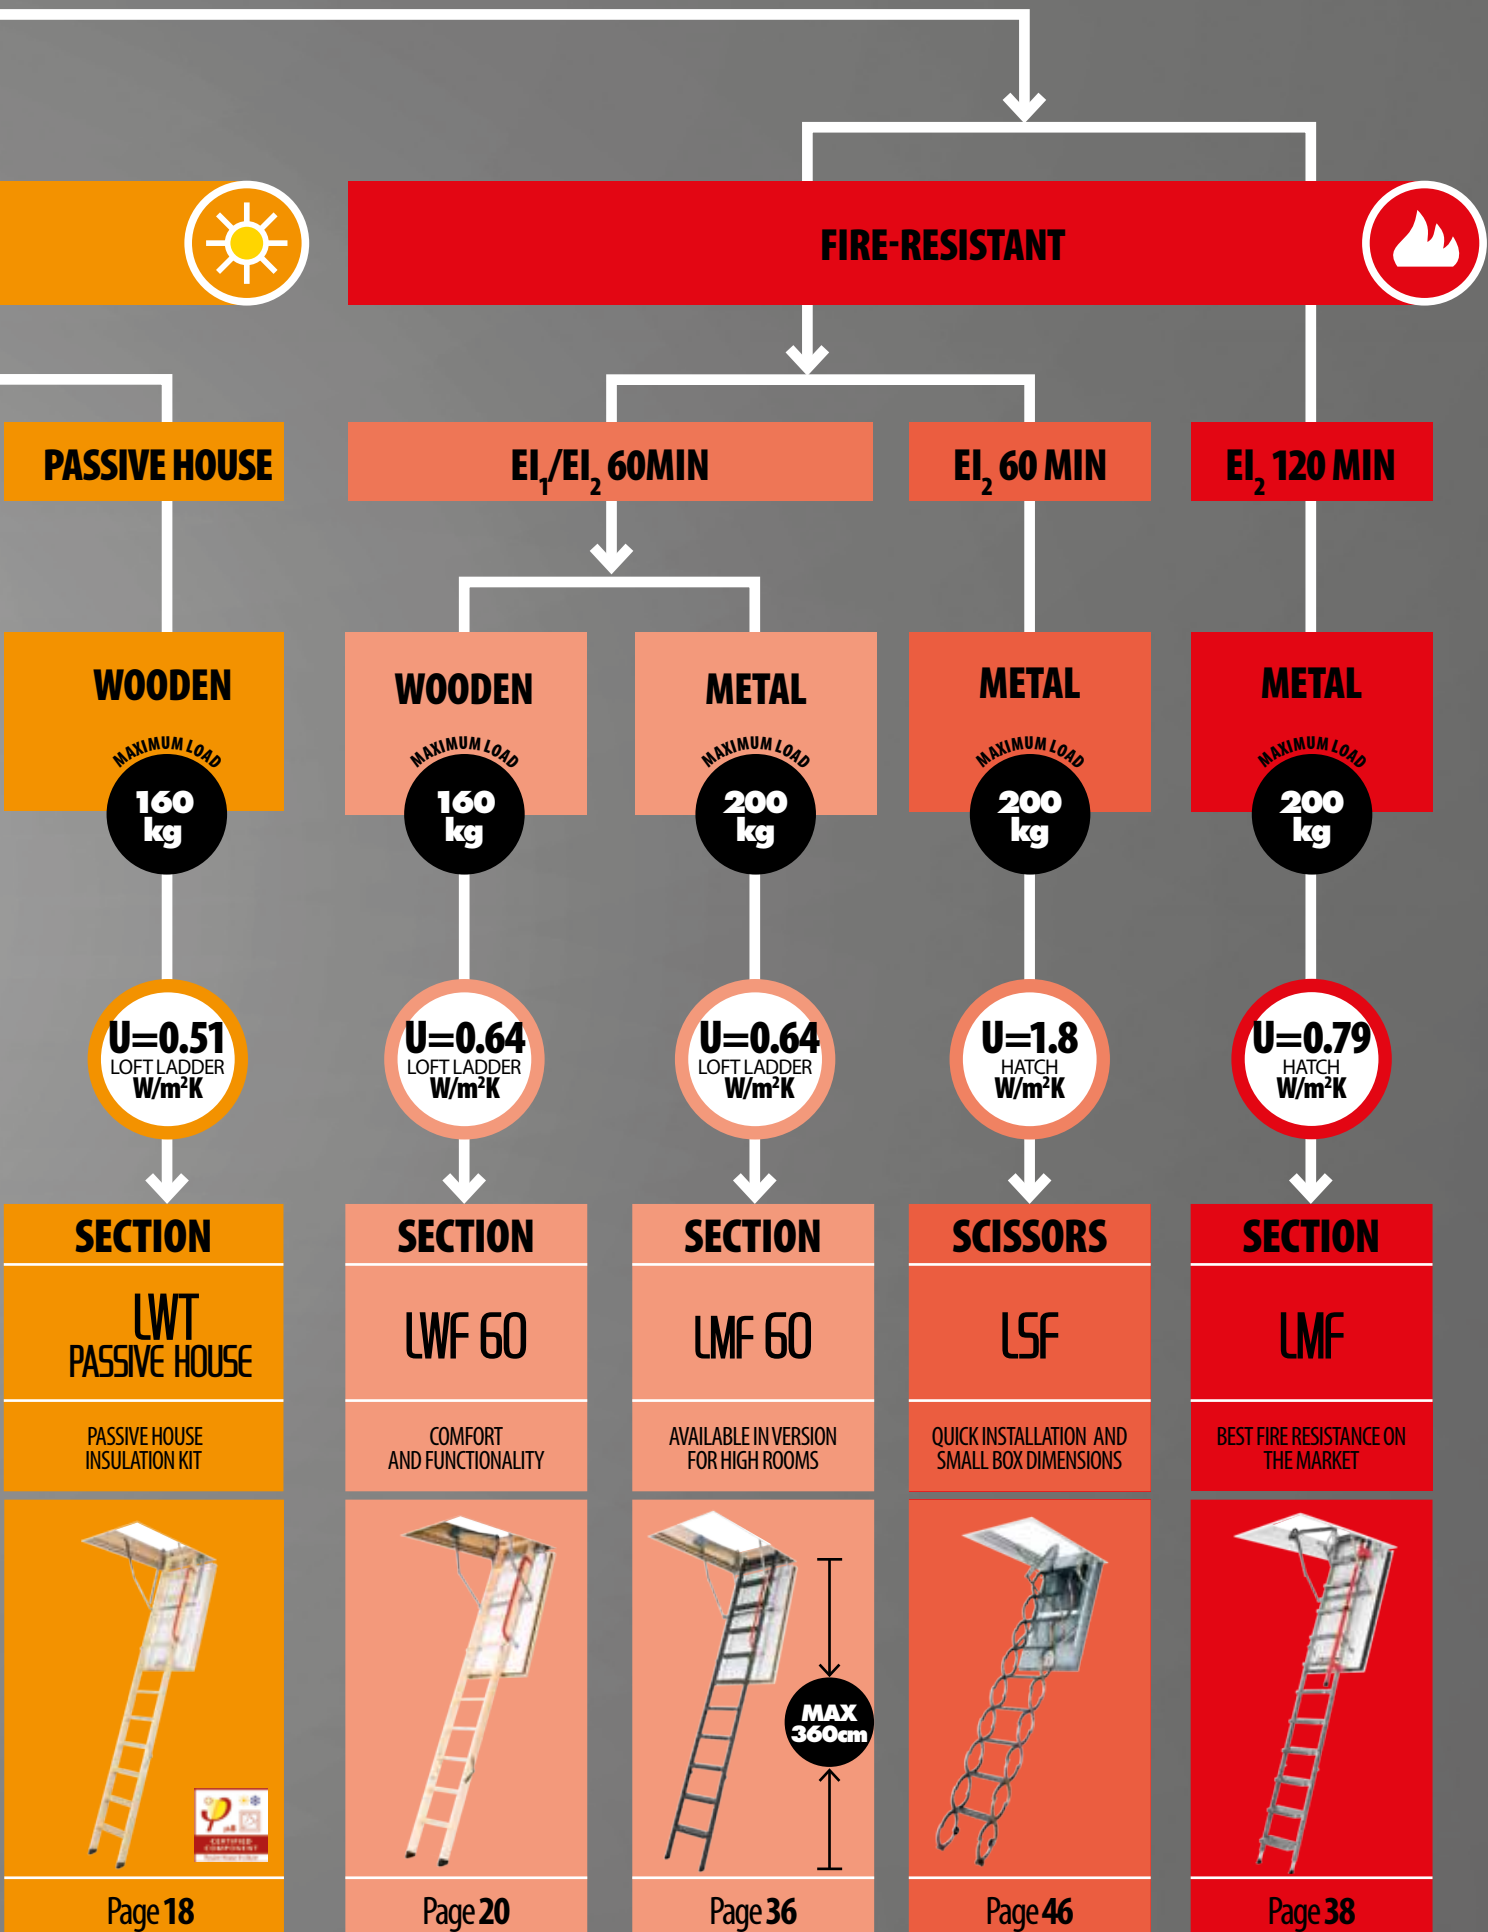 FIRE-RESISTANT
PASSIVE HOUSE
EI₁/EI₂ 60MIN
EI₂ 60 MIN
EI₂ 120 MIN
WOODEN
MAXIMUM LOAD
160
kg
WOODEN
MAXIMUM LOAD
160
kg
METAL
MAXIMUM LOAD
200
kg
METAL
MAXIMUM LOAD
200
kg
METAL
MAXIMUM LOAD
200
kg
U=0.51
LOFT LADDER
W/m²K
U=0.64
LOFT LADDER
W/m²K
U=0.64
LOFT LADDER
W/m²K
U=1.8
HATCH
W/m²K
U=0.79
HATCH
W/m²K
SECTION
LWT
PASSIVE HOUSE
PASSIVE HOUSE
INSULATION KIT
SECTION
LWF 60
COMFORT
AND FUNCTIONALITY
SECTION
LMF 60
AVAILABLE IN VERSION
FOR HIGH ROOMS
SCISSORS
LSF
QUICK INSTALLATION AND
SMALL BOX DIMENSIONS
SECTION
LMF
BEST FIRE RESISTANCE ON
THE MARKET
MAX
360cm
CERTIFIED
COMPONENT
Page 18
Page 20
Page 36
Page 46
Page 38